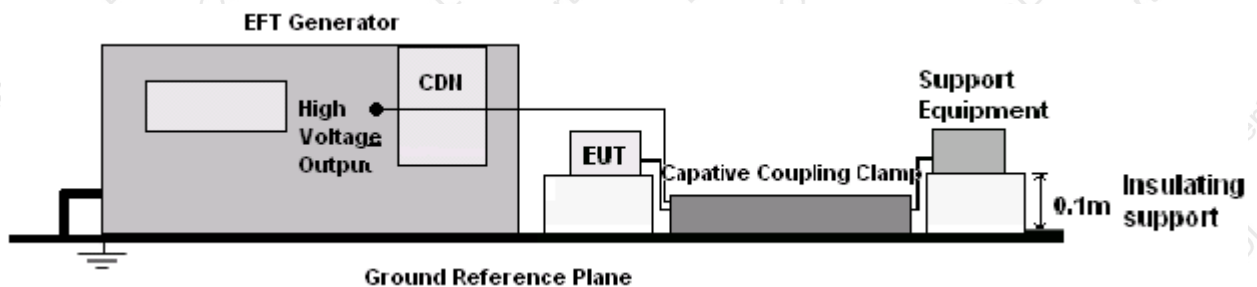 EFT Generator
CDN
High
Voltage
Output
Support
Equipment
EUT
Capative Coupling Clamp
0.1m
Insulating
support
Ground Reference Plane